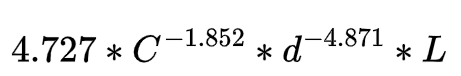 4.727 ∗ C^{−1.852} ∗ d^{−4.871} ∗ L